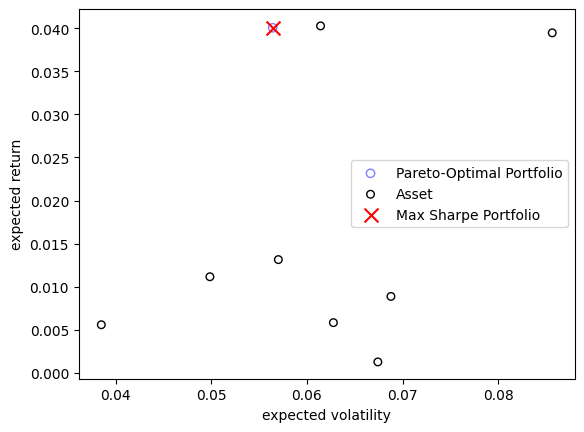 0.040
0.035
0.030
0.025
0.020
0.015
0.010
0.005
0.000
expected return
Pareto-Optimal Portfolio
Asset
Max Sharpe Portfolio
0.04 0.05 0.06 0.07 0.08
expected volatility